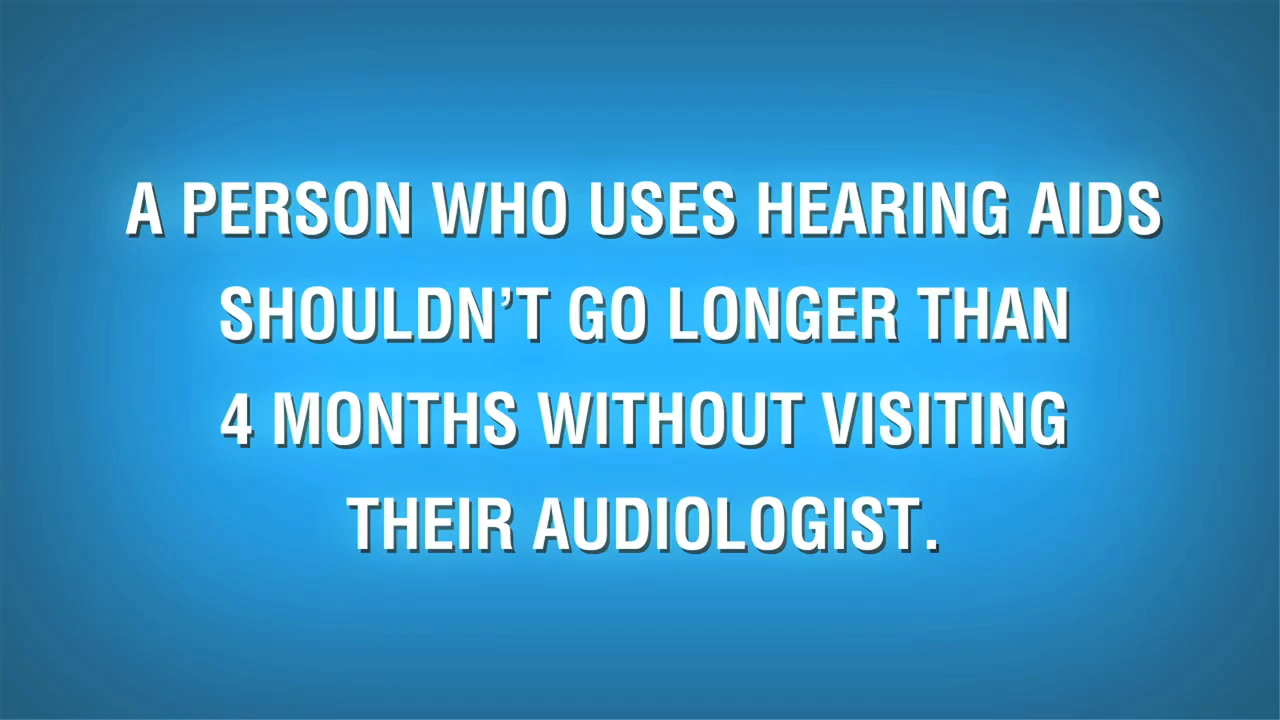 A PERSON WHO USES HEARING AIDS
SHOULDN’T GO LONGER THAN
4 MONTHS WITHOUT VISITING
THEIR AUDIOLOGIST.